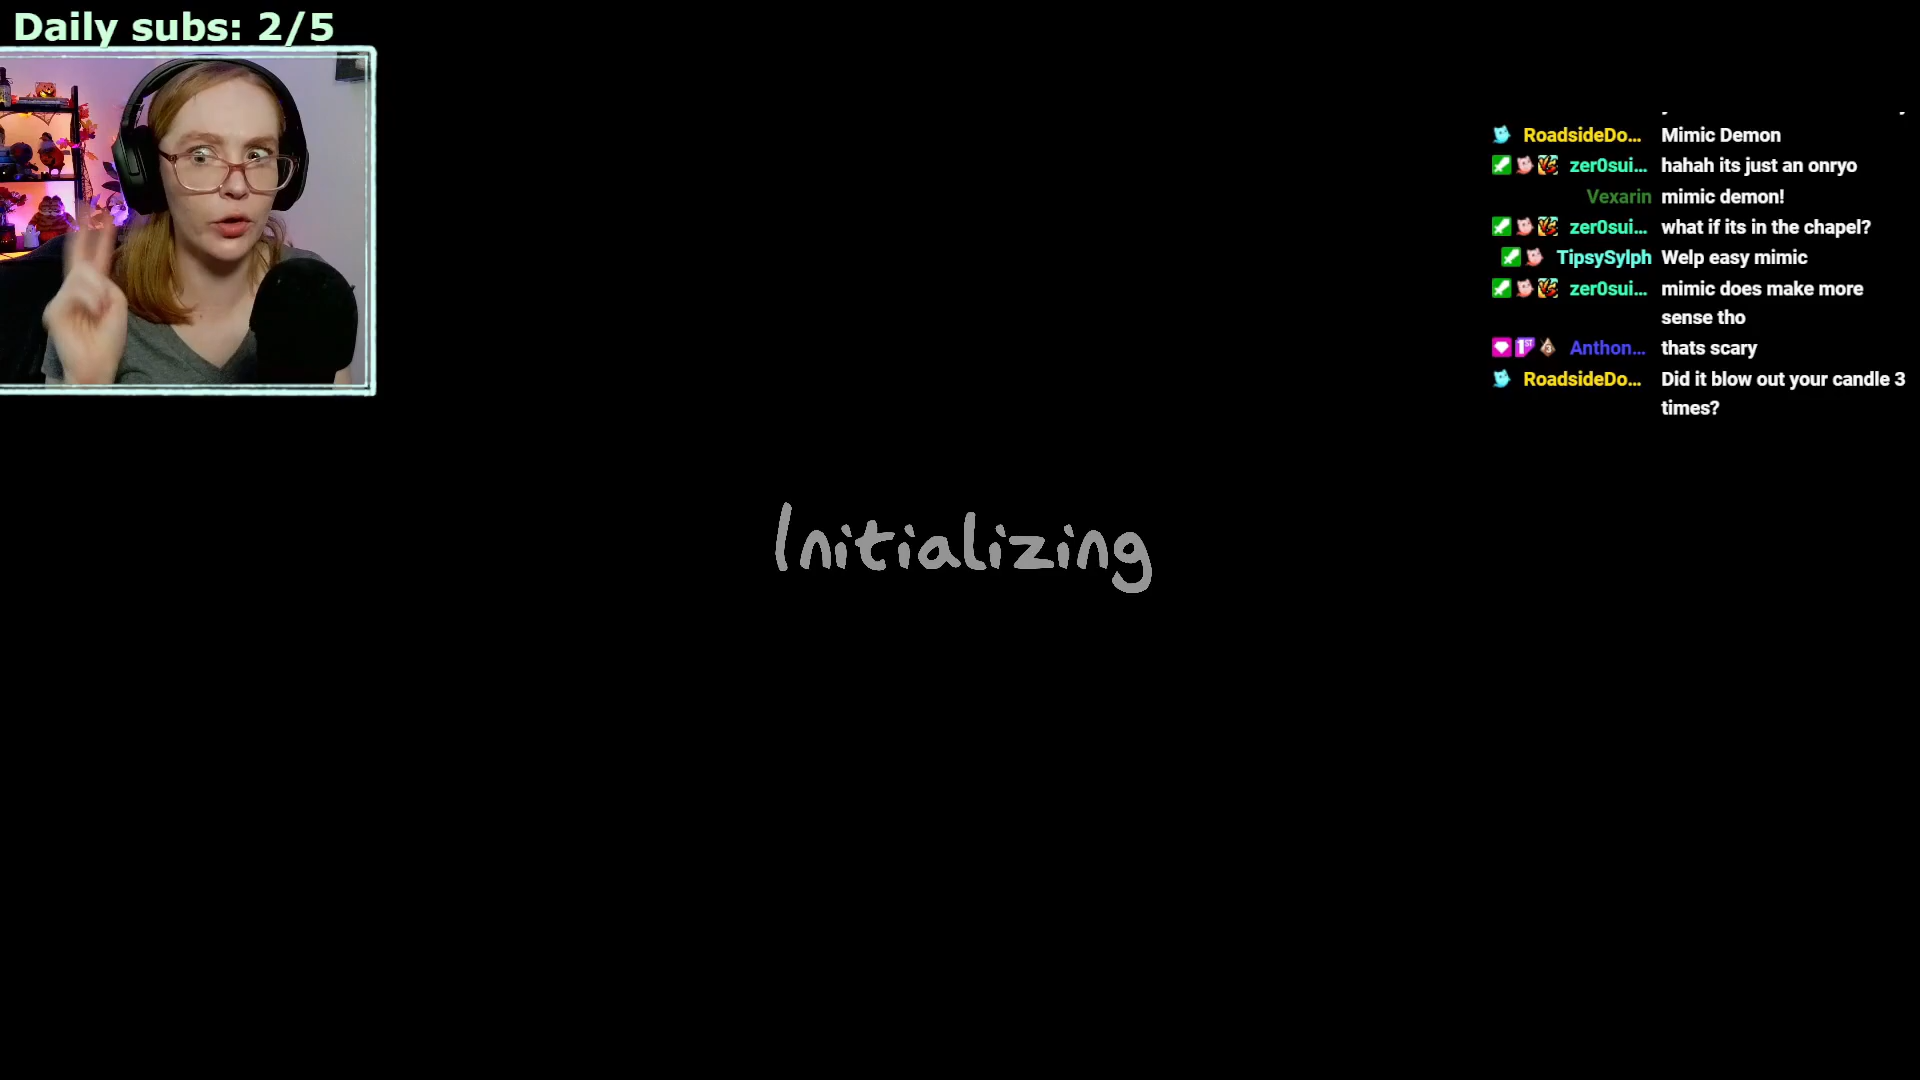 Daily subs: 2/5
RoadsideDo... Mimic Demon
zer0sui... hahah its just an onryo
Vexarin mimic demon!
zer0sui... what if its in the chapel?
TipsySylph Welp easy mimic
zer0sui... mimic does make more
sense tho
Anthon... thats scary
RoadsideDo... Did it blow out your candle 3
times?
Initializing